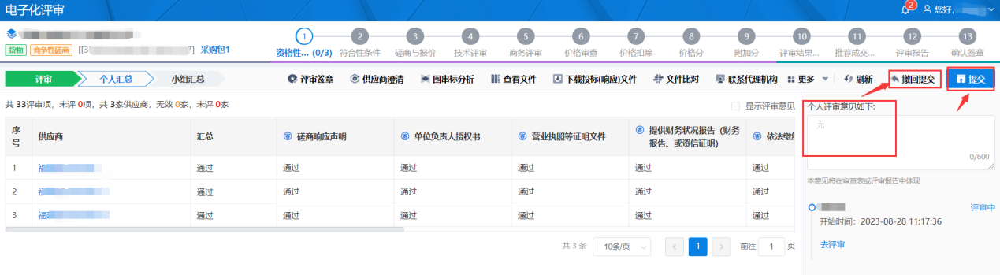 电子化评审
2
您好,
1 2 3 4 5 6 7 8 9 10 11 12 13
货物 竞争性磋商 [[3 7] 采购包1
资格性... (0/3) 符合性条件 磋商与报价 技术评审 商务评审 价格审查 价格扣除 价格分 附加分 评审结果... 推荐成交... 评审报告 确认签章
评审 个人汇总 小组汇总 评审签章 供应商澄清 围串标分析 查看文件 下载投标(响应)文件 文件比对 联系代理机构 更多 刷新 撤回提交 提交
共 33评审项，未评 0项，共 3家供应商，无效 0家，未评 0家 显示评审意见
序号 供应商 汇总 客 磋商响应声明 客 单位负责人授权书 客 营业执照等证明文件 客 提供财务状况报告（财务报告、或资信证明） 客 依法缴纳
1 福 通过 通过 通过 通过 通过 通过
2 通过 通过 通过 通过 通过 通过
3 福建 通过 通过 通过 通过 通过 通过
共 3 条 10条/页 1 前往 1 页
个人评审意见如下:
无
0/600
本意见将在审查表或评审报告中体现
评审中
开始时间：2023-08-28 11:17:36
去评审